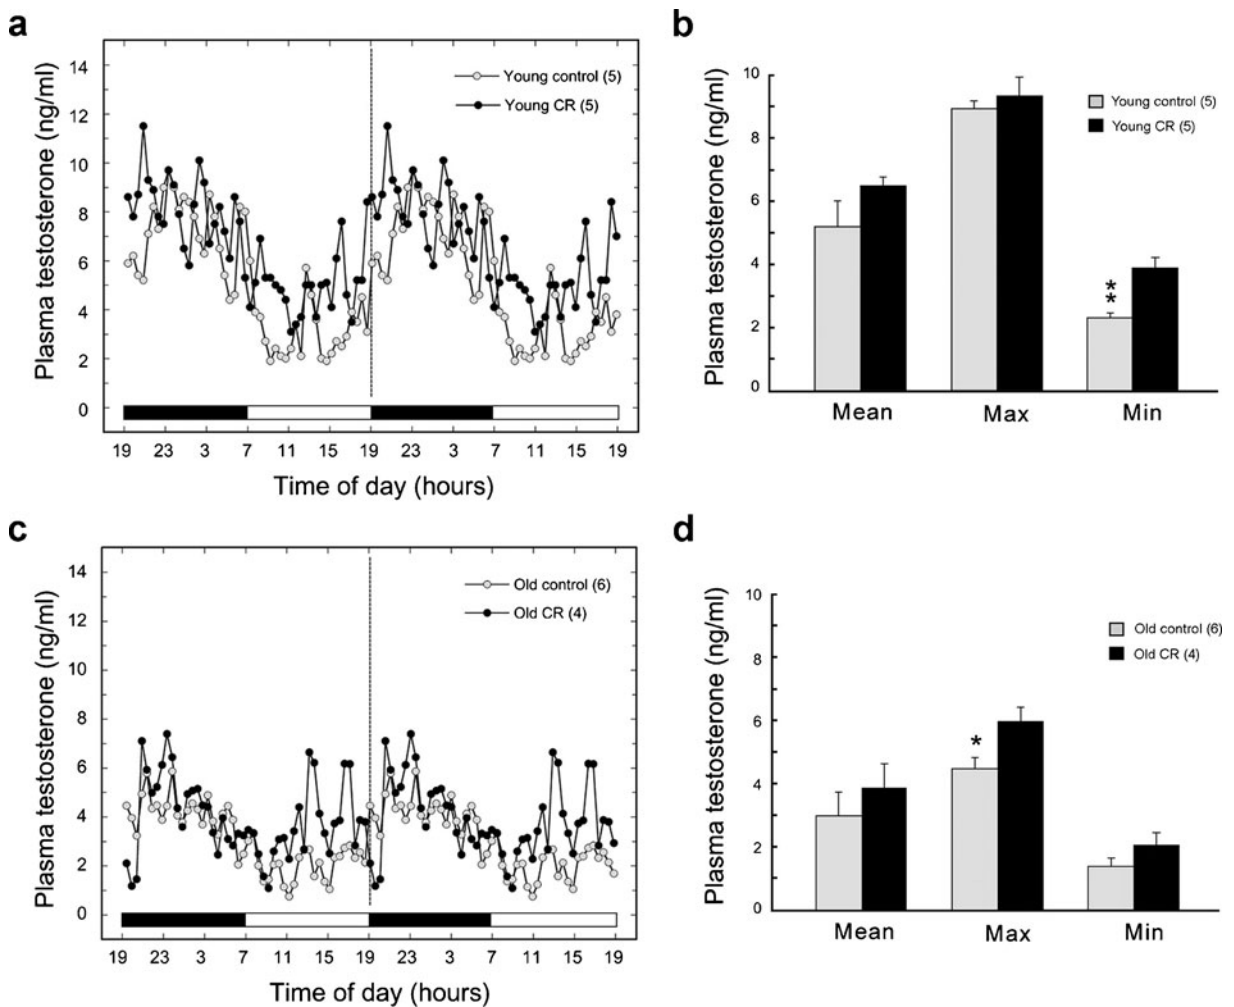 a
14
12
10
8
6
4
2
0
Plasma testosterone (ng/ml)
Young control (5)
Young CR (5)
19 23 3 7 11 15 19 23 3 7 11 15 19
Time of day (hours)
b
10
8
6
4
2
0
Plasma testosterone (ng/ml)
Young control (5)
Young CR (5)
**
Mean Max Min
c
14
12
10
8
6
4
2
0
Plasma testosterone (ng/ml)
Old control (6)
Old CR (4)
19 23 3 7 11 15 19 23 3 7 11 15 19
Time of day (hours)
d
10
8
6
4
2
0
Plasma testosterone (ng/ml)
Old control (6)
Old CR (4)
*
Mean Max Min